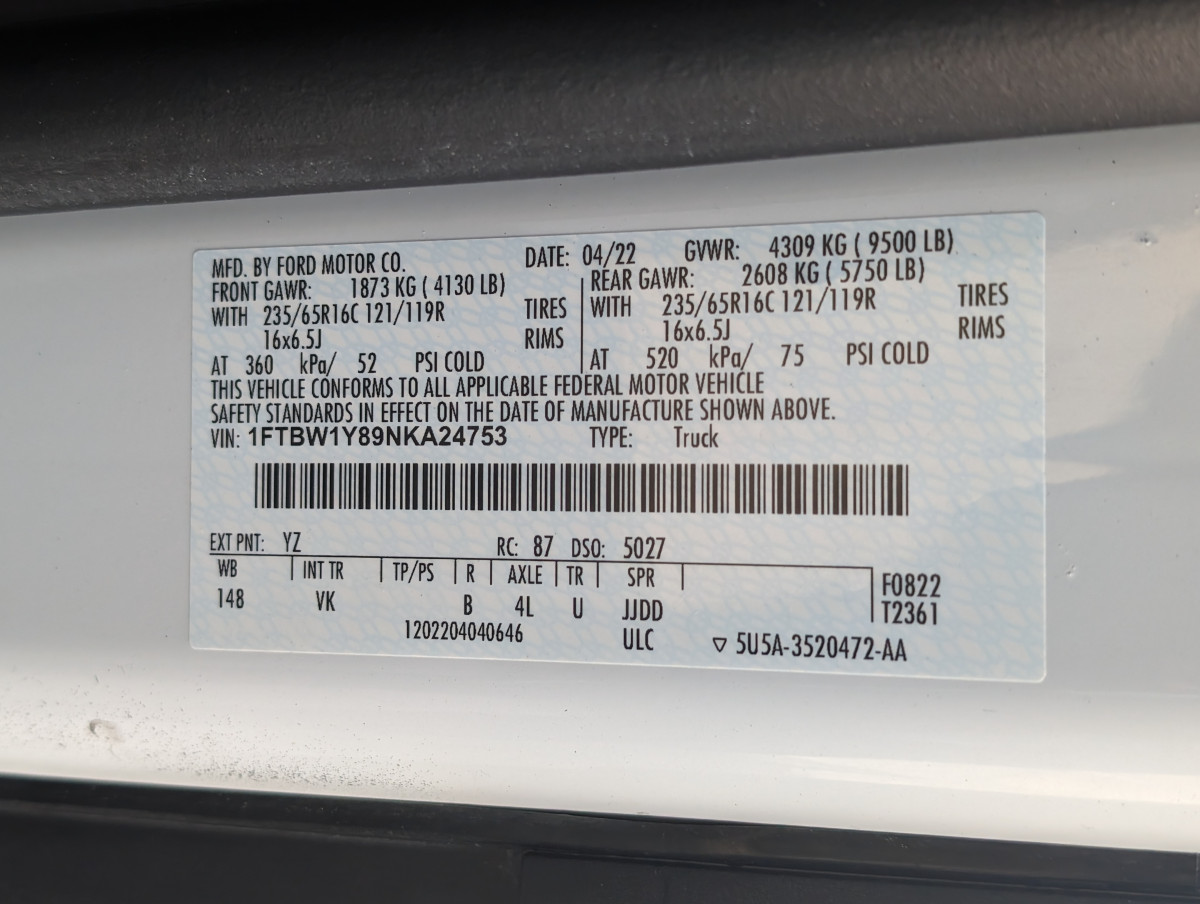 MFD. BY FORD MOTOR CO. DATE: 04/22 GVWR: 4309 KG ( 9500 LB)
FRONT GAWR: 1873 KG ( 4130 LB) REAR GAWR: 2608 KG ( 5750 LB)
WITH 235/65R16C 121/119R TIRES WITH 235/65R16C 121/119R TIRES
16x6.5J RIMS 16x6.5J RIMS
AT 360 kPa/ 52 PSI COLD AT 520 kPa/ 75 PSI COLD
THIS VEHICLE CONFORMS TO ALL APPLICABLE FEDERAL MOTOR VEHICLE
SAFETY STANDARDS IN EFFECT ON THE DATE OF MANUFACTURE SHOWN ABOVE.
VIN: 1FTBW1Y89NKA24753 TYPE: Truck
EXT PNT: YZ RC: 87 DSO: 5027
WB INT TR TP/PS R AXLE TR SPR F0822
148 VK B 4L U JJDD T2361
1202204040646 ULC ▽ 5U5A-3520472-AA